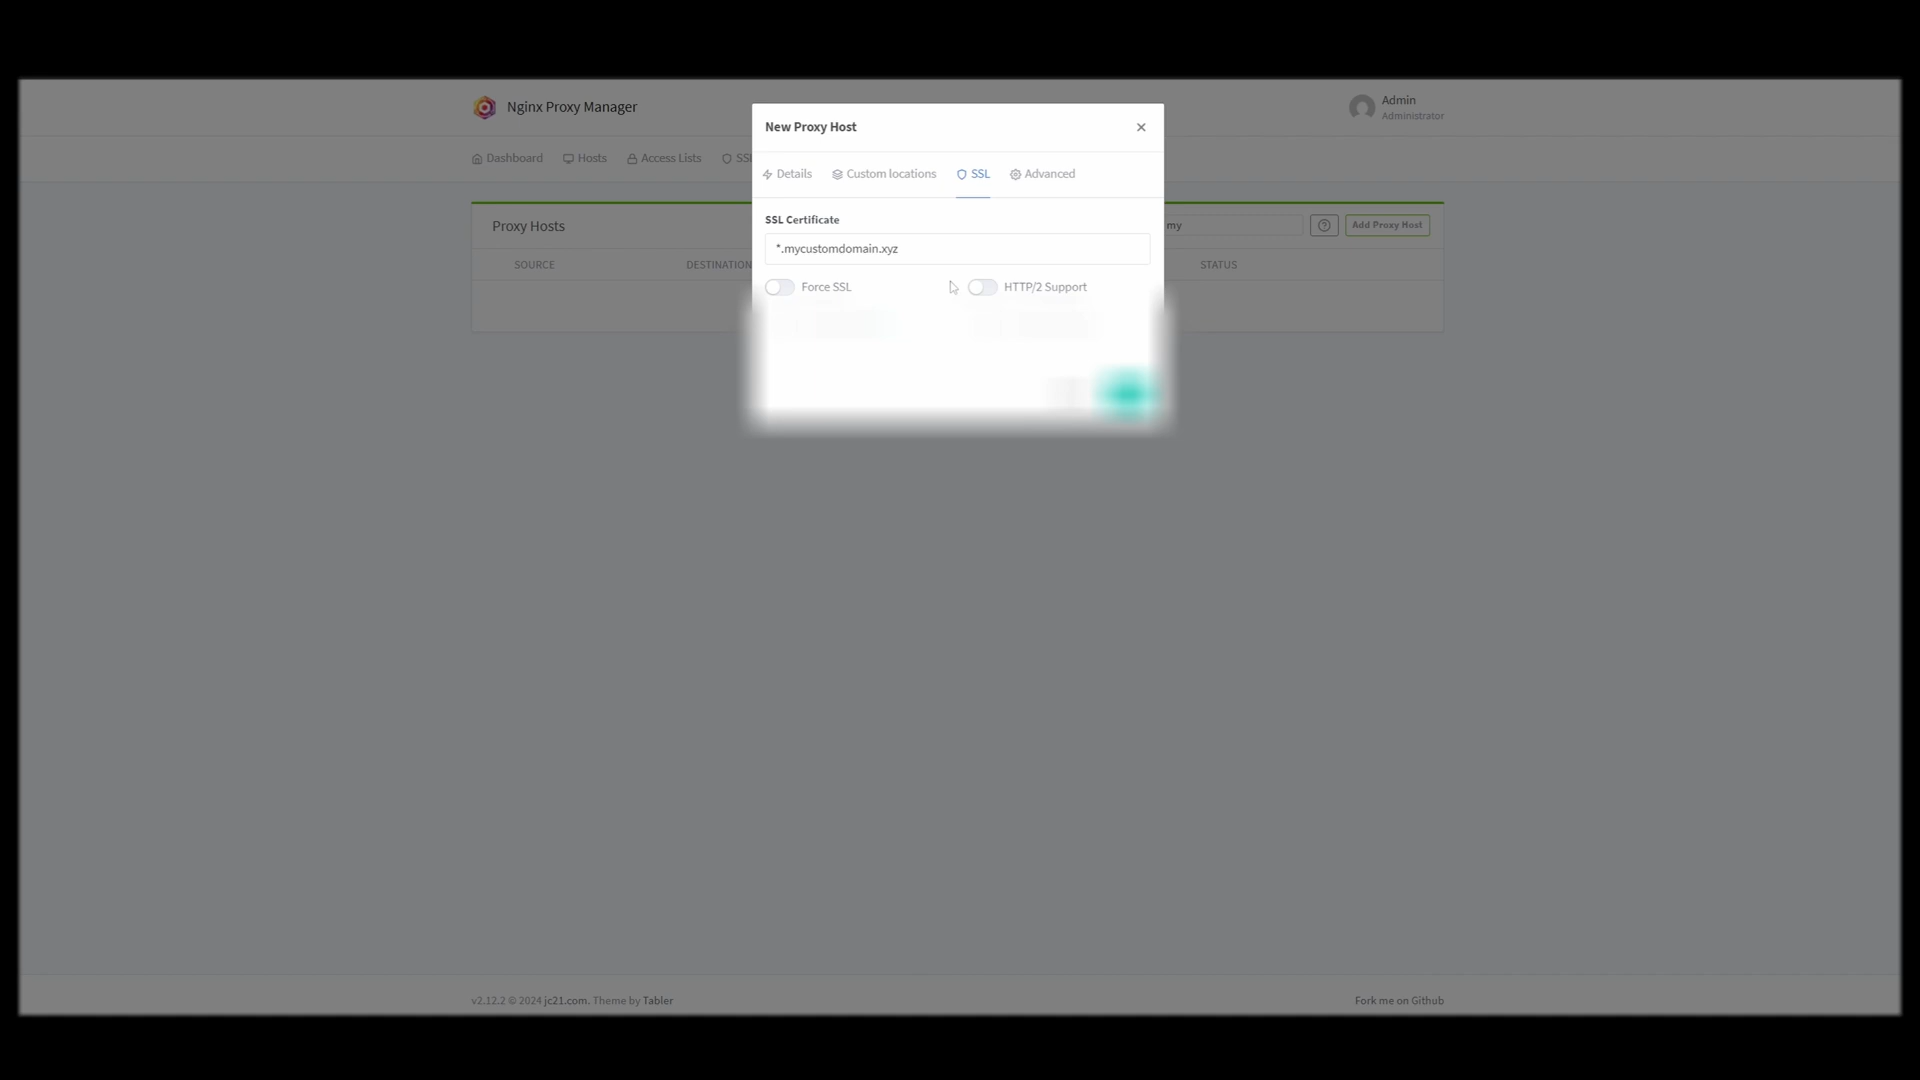 Nginx Proxy Manager
Admin
Administrator
Dashboard
Hosts
Access Lists
New Proxy Host
Details
Custom locations
SSL
Advanced
SSL Certificate
*.mycustomdomain.xyz
Force SSL
HTTP/2 Support
Proxy Hosts
my
Add Proxy Host
SOURCE
DESTINATION
STATUS
v2.12.2 © 2024 jc21.com. Theme by Tabler
Fork me on Github